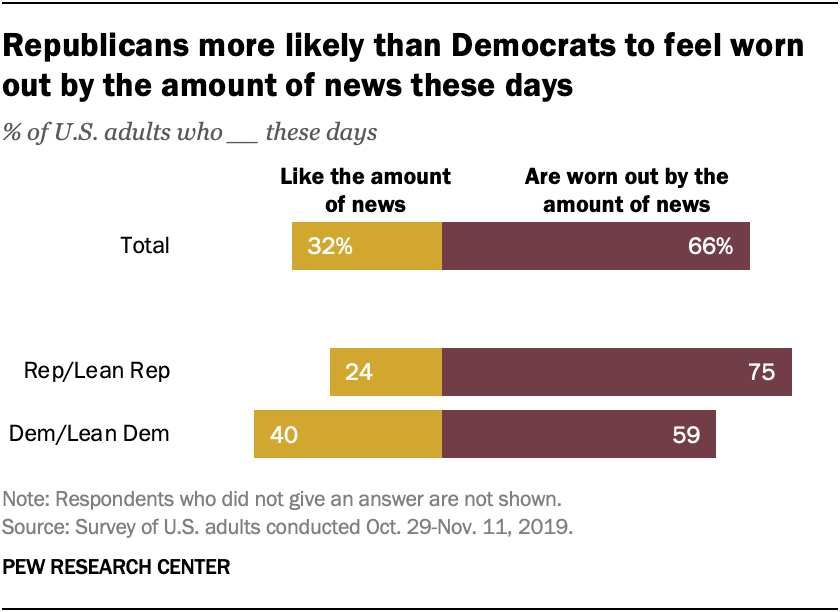 Republicans more likely than Democrats to feel worn
out by the amount of news these days
% of U.S. adults who __ these days
Like the amount
of news
Are worn out by the
amount of news
Total 32% 66%
Rep/Lean Rep 24 75
Dem/Lean Dem 40 59
Note: Respondents who did not give an answer are not shown.
Source: Survey of U.S. adults conducted Oct. 29-Nov. 11, 2019.
PEW RESEARCH CENTER